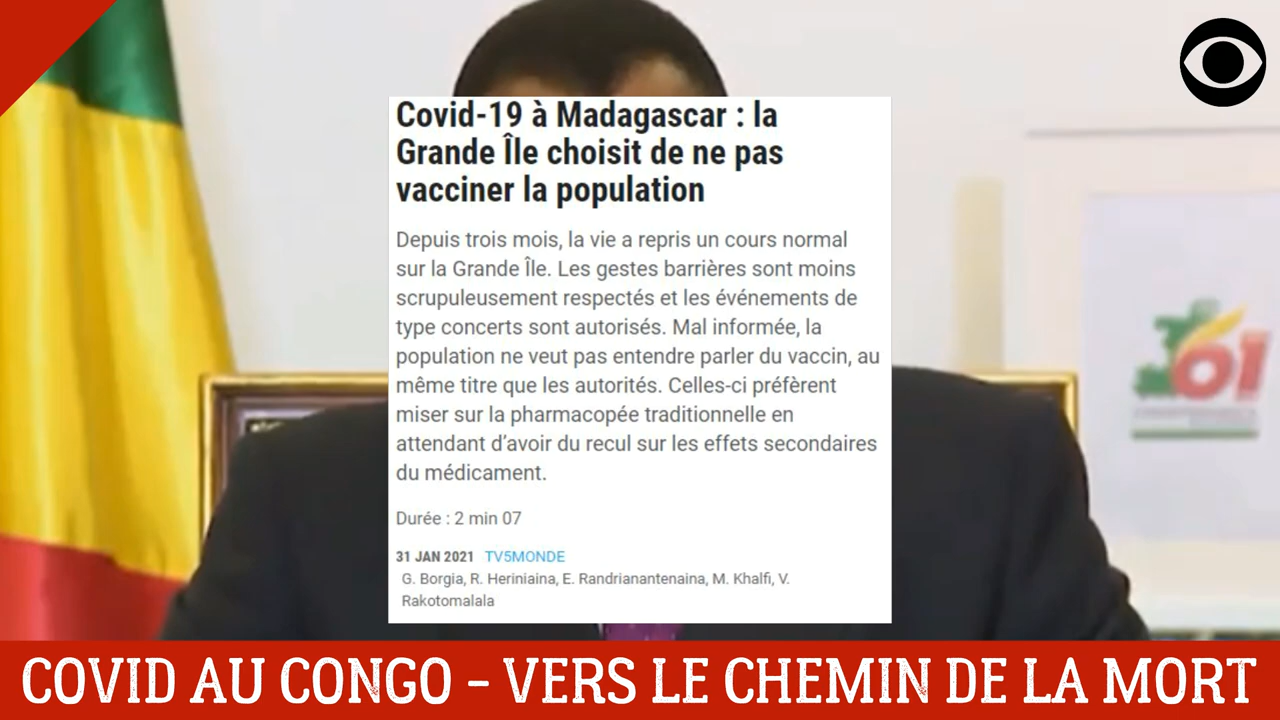 Covid-19 à Madagascar : la
Grande Île choisit de ne pas
vacciner la population
Depuis trois mois, la vie a repris un cours normal
sur la Grande Île. Les gestes barrières sont moins
scrupuleusement respectés et les événements de
type concerts sont autorisés. Mal informée, la
population ne veut pas entendre parler du vaccin, au
même titre que les autorités. Celles-ci préfèrent
miser sur la pharmacopée traditionnelle en
attendant d’avoir du recul sur les effets secondaires
du médicament.
Durée : 2 min 07
31 JAN 2021 TV5MONDE
G. Borgia, R. Heriniaina, E. Randrianantenaina, M. Khalfi, V.
Rakotomalala
COVID AU CONGO - VERS LE CHEMIN DE LA MORT